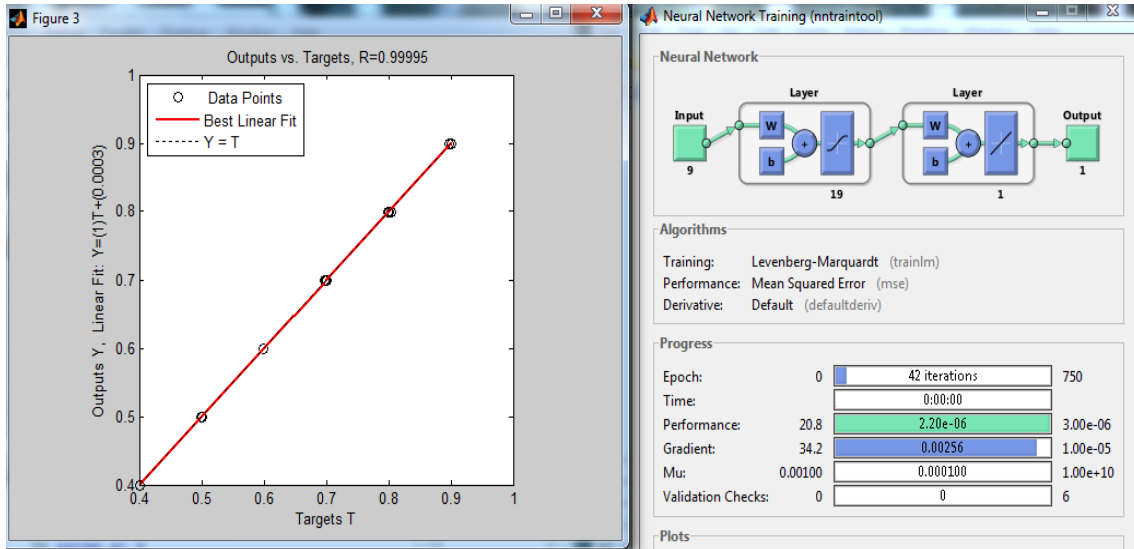 Figure 3
Outputs vs. Targets, R=0.99995
Data Points
Best Linear Fit
Y = T
Outputs Y, Linear Fit: Y=(1)T+(0.0003)
1
0.9
0.8
0.7
0.6
0.5
0.4
0.4 0.5 0.6 0.7 0.8 0.9 1
Targets T
Neural Network Training (nntraintool)
Neural Network
Layer Layer
Input Output
W W
b b
+ +
9 19 1 1
Algorithms
Training: Levenberg-Marquardt (trainlm)
Performance: Mean Squared Error (mse)
Derivative: Default (defaultderiv)
Progress
Epoch: 0 42 iterations 750
Time: 0:00:00
Performance: 20.8 2.20e-06 3.00e-06
Gradient: 34.2 0.00256 1.00e-05
Mu: 0.00100 0.000100 1.00e+10
Validation Checks: 0 0 6
Plots